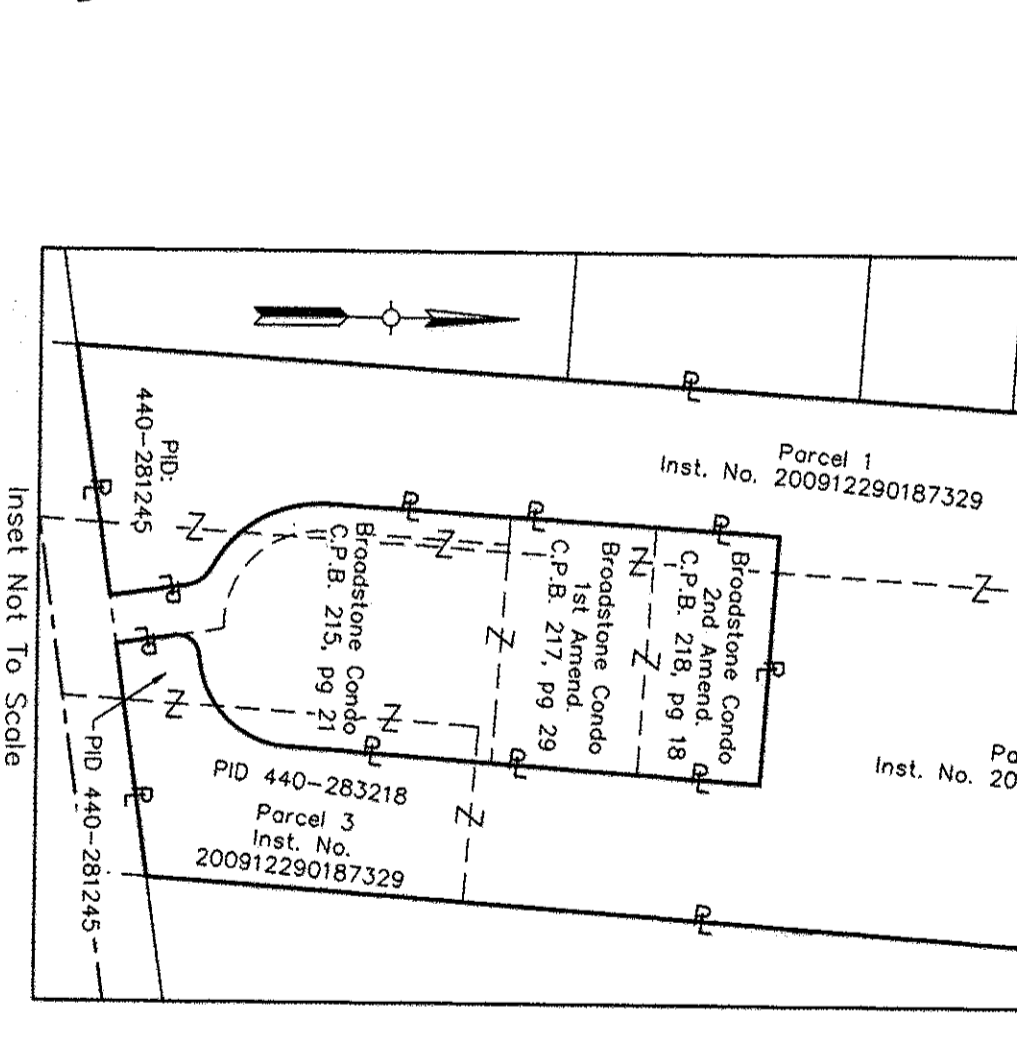 PID:
440-281245
Parcel 1
Inst. No. 200912290187329
Broadstone Condo
2nd Amend.
C.P.B. 218, pg 18
Broadstone Condo
1st Amend.
C.P.B. 217, pg 29
Broadstone Condo
C.P.B. 215, pg 21
Pa
Inst. No. 20
PID 440-283218
Parcel 3
Inst. No.
200912290187329
PID 440-281245
Inset Not To Scale